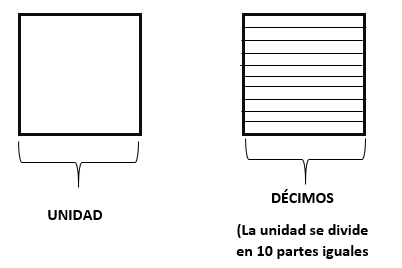 UNIDAD
DÉCIMOS
(La unidad se divide
en 10 partes iguales